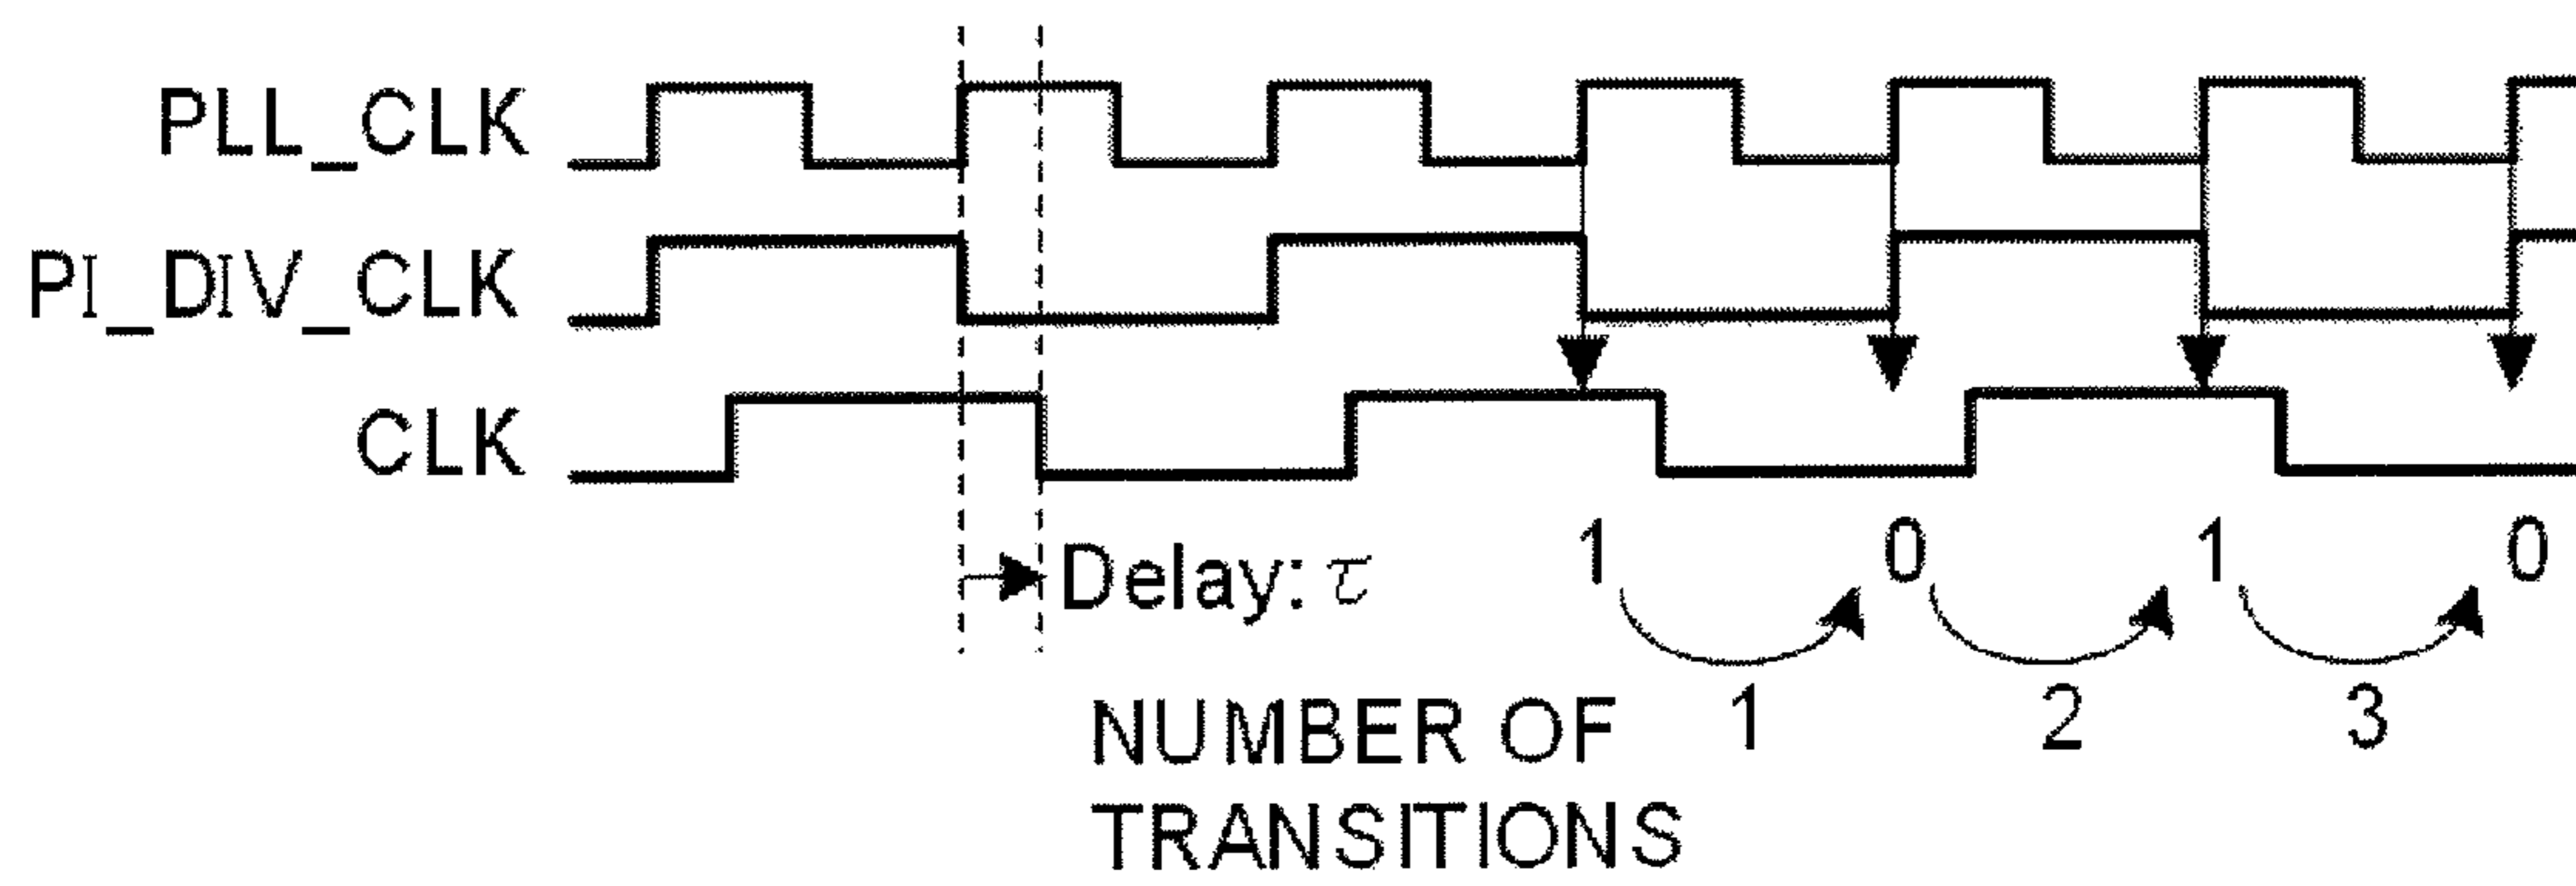 PLL_CLK
PI_DIV_CLK
CLK
Delay: τ
1 0 1 0
1 2 3
NUMBER OF
TRANSITIONS